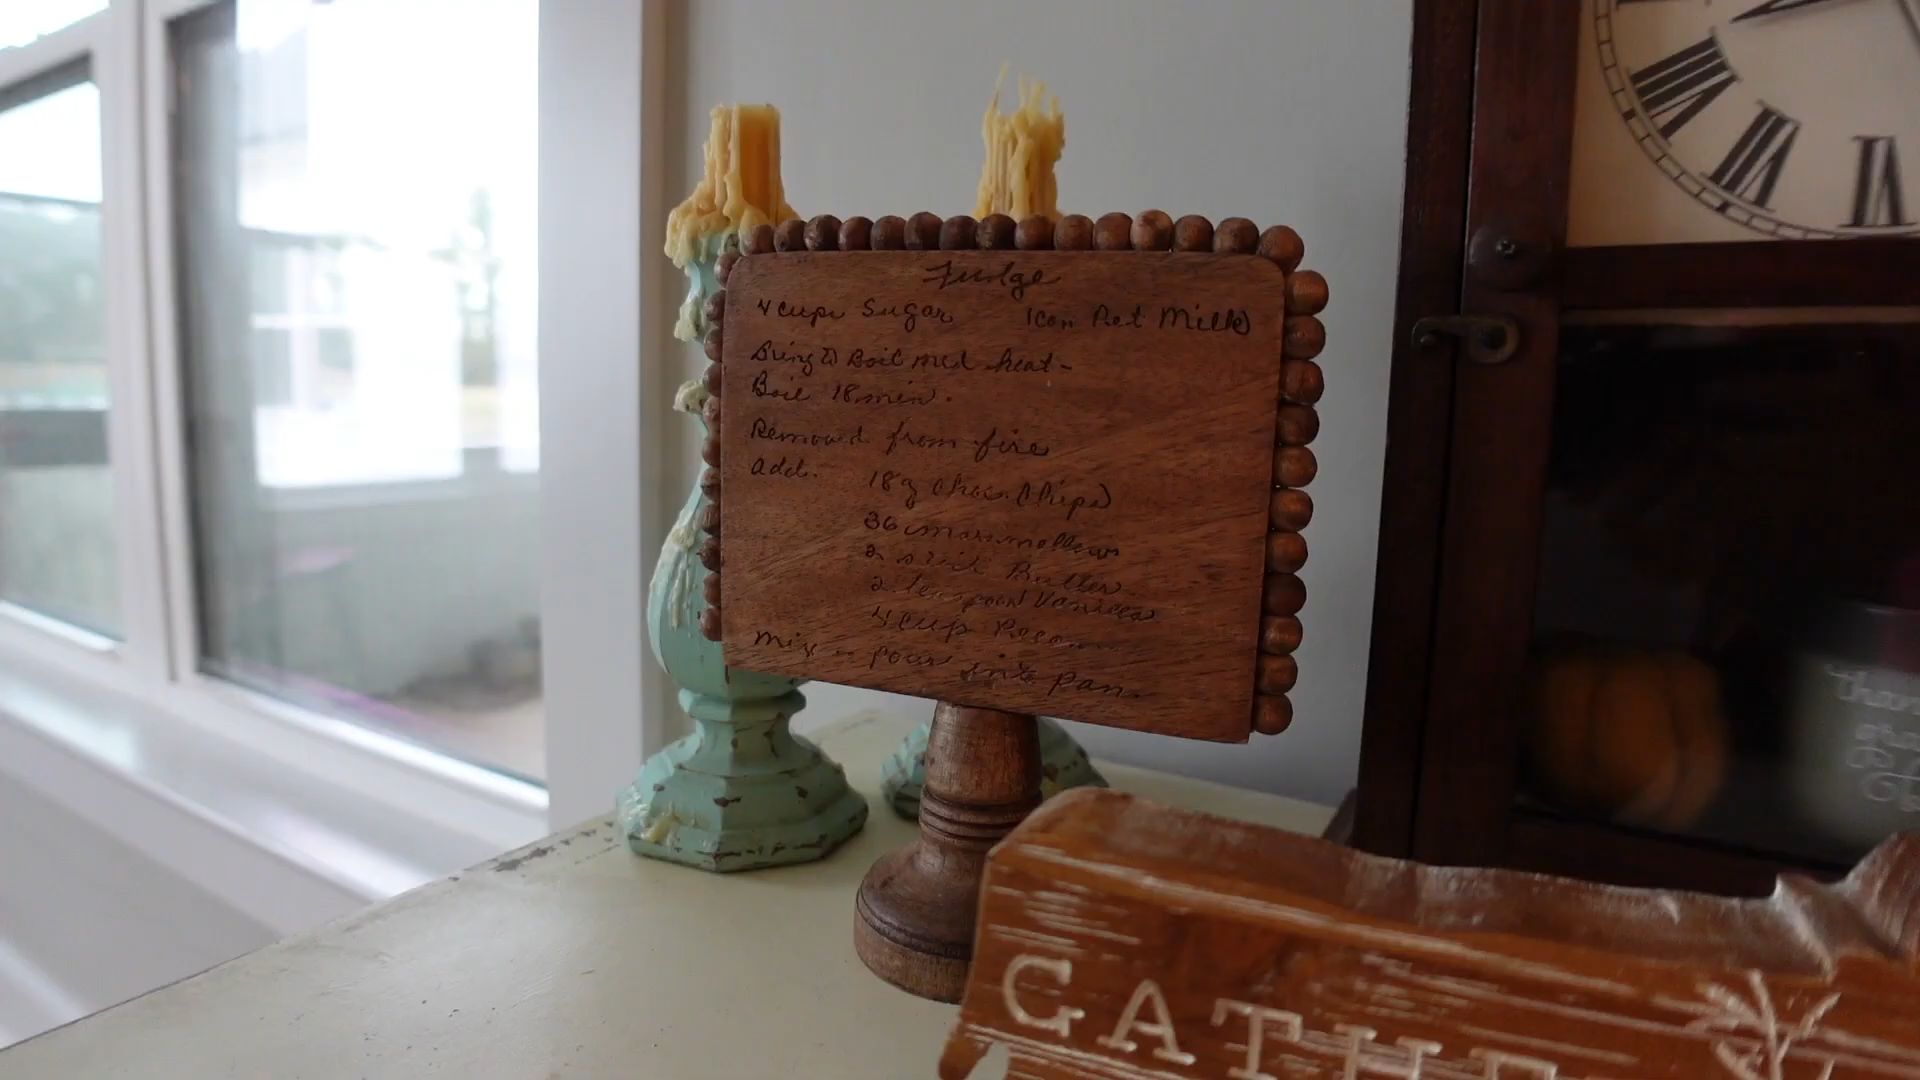 Fudge
4 cups Sugar 1 can Pet Milk
Bring to Boil med heat -
Boil 18 min.
Removed from fire
add. 18 oz Choc. Chips
36 marsmellows
2 stick Butter
2 teaspoon Vanilla
4 cup Pecans
Mix - pour into pan.
GATHE